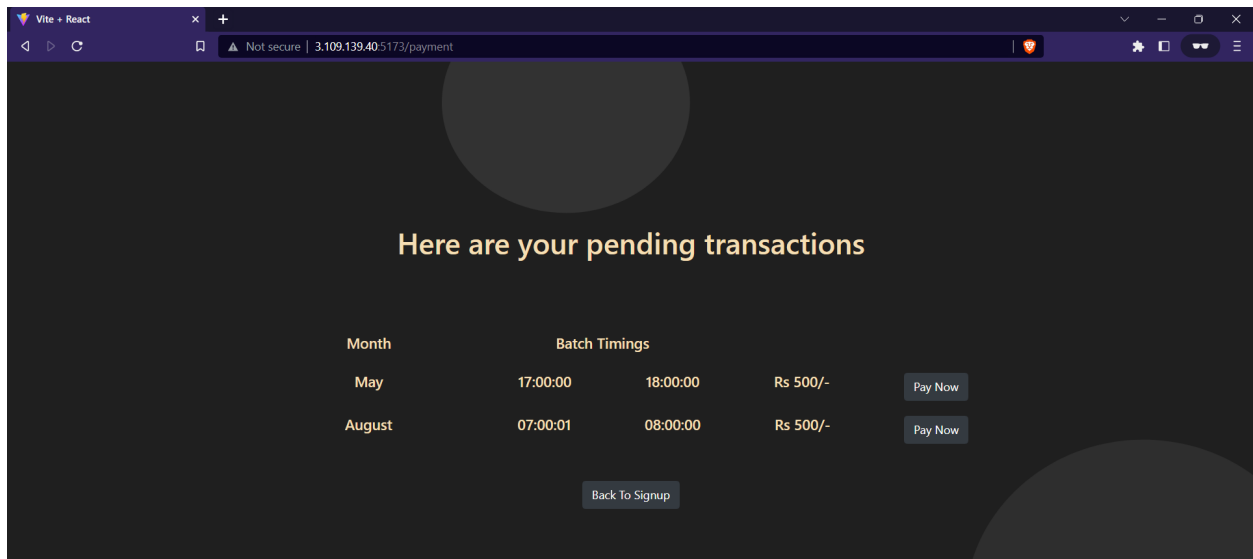 Vite + React
Not secure 3.109.139.40:5173/payment
Here are your pending transactions
Month Batch Timings
May 17:00:00 18:00:00 Rs 500/- Pay Now
August 07:00:01 08:00:00 Rs 500/- Pay Now
Back To Signup